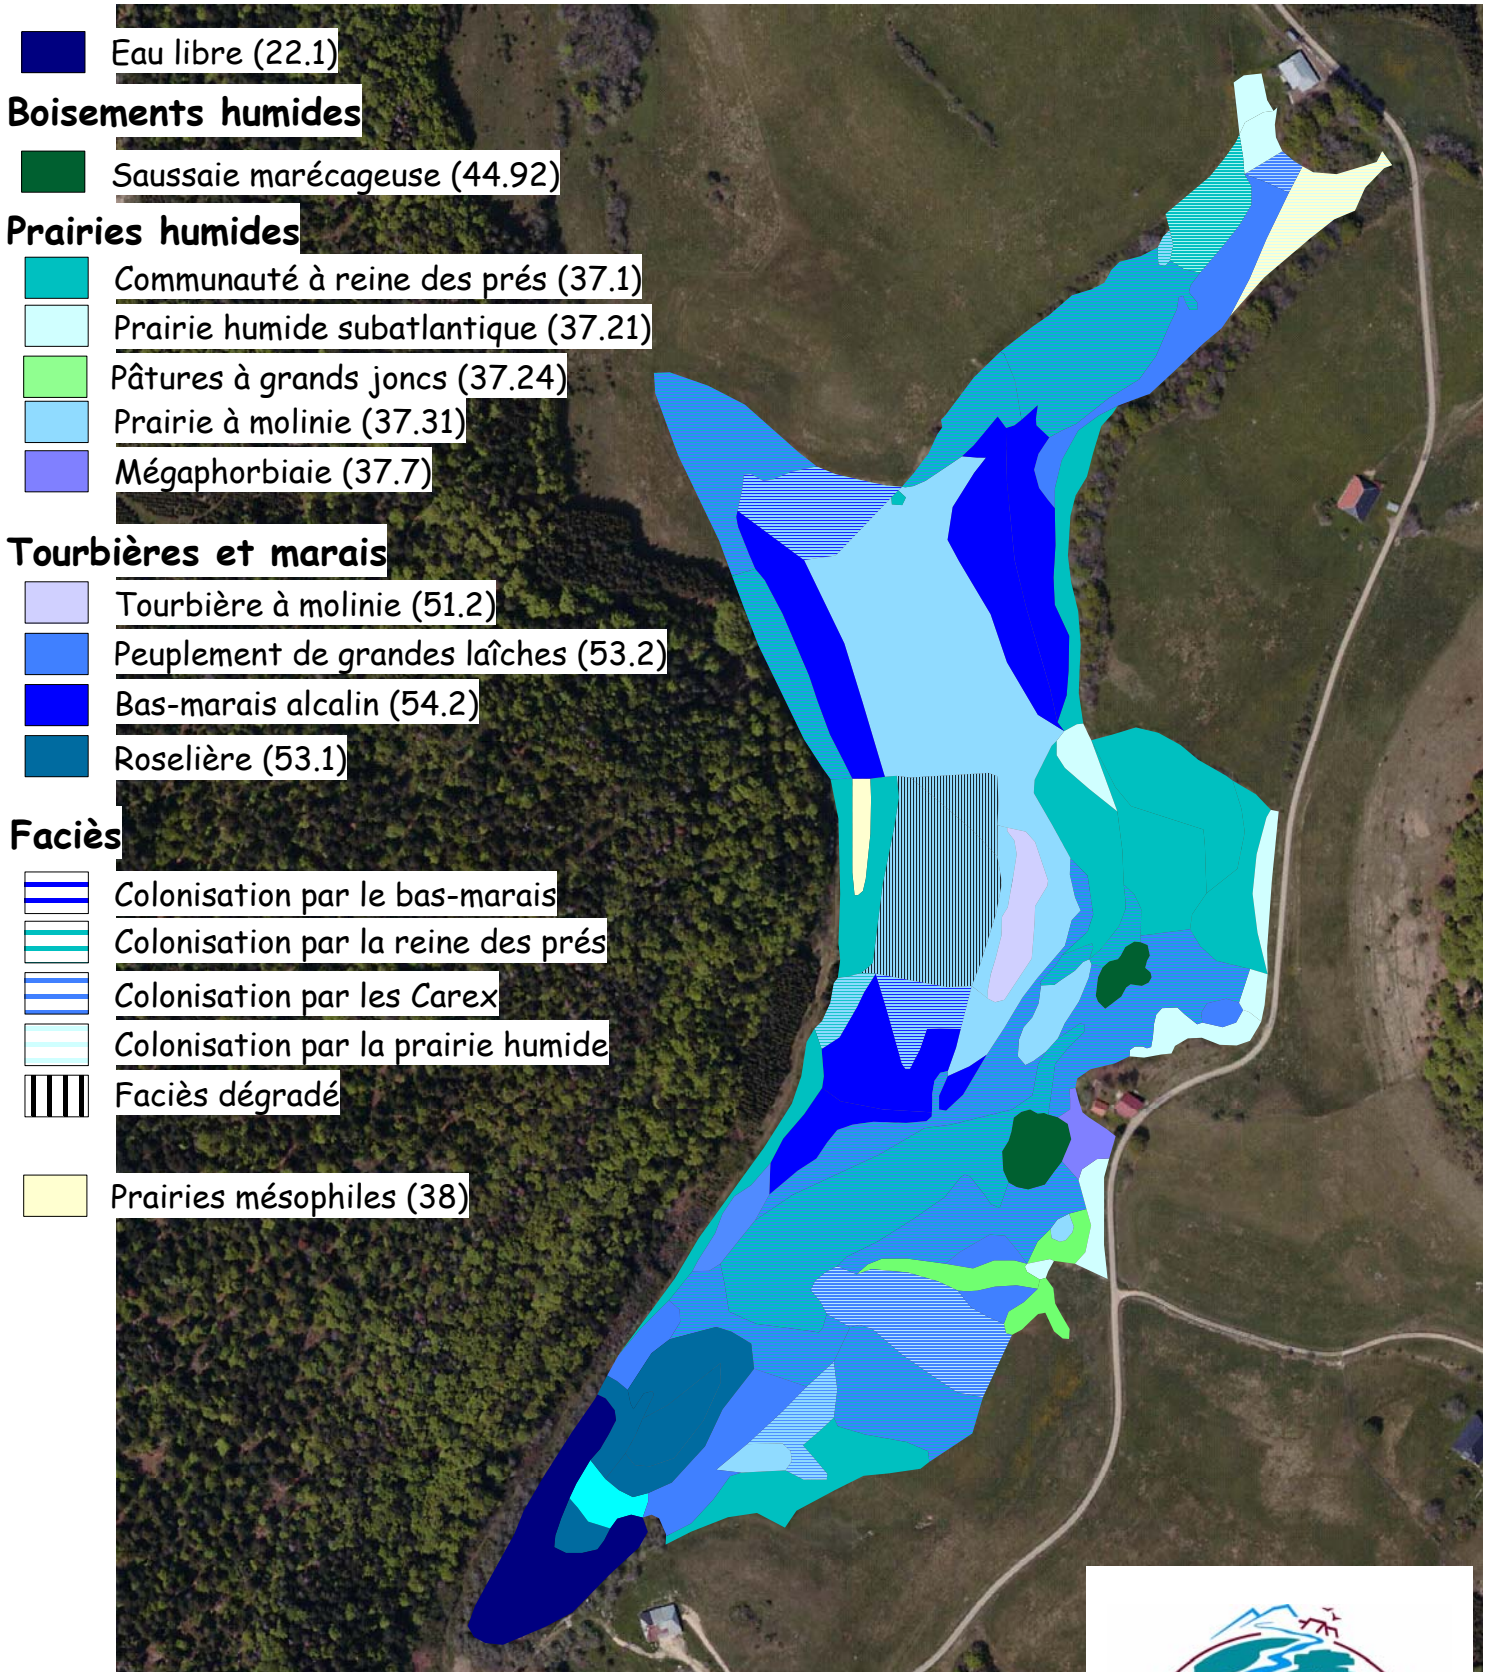 Eau libre (22.1)
Boisements humides
Saussaie marécageuse (44.92)
Prairies humides
Communauté à reine des prés (37.1)
Prairie humide subatlantique (37.21)
Pâtures à grands joncs (37.24)
Prairie à molinie (37.31)
Mégaphorbiaie (37.7)
Tourbières et marais
Tourbière à molinie (51.2)
Peuplement de grandes laîches (53.2)
Bas-marais alcalin (54.2)
Roselière (53.1)
Faciès
Colonisation par le bas-marais
Colonisation par la reine des prés
Colonisation par les Carex
Colonisation par la prairie humide
Faciès dégradé
Prairies mésophiles (38)